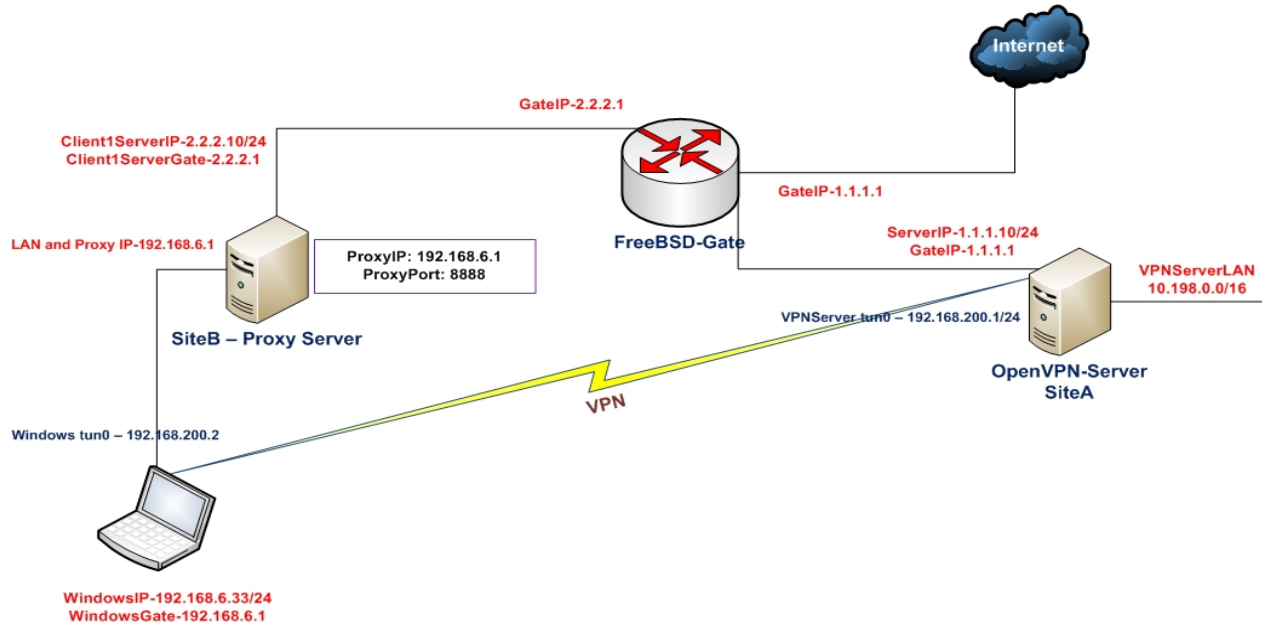 Internet
GateIP-2.2.2.1
Client1ServerIP-2.2.2.10/24
Client1ServerGate-2.2.2.1
GateIP-1.1.1.1
FreeBSD-Gate
LAN and Proxy IP-192.168.6.1
ProxyIP: 192.168.6.1
ProxyPort: 8888
ServerIP-1.1.1.10/24
GateIP-1.1.1.1
VPNServerLAN
10.198.0.0/16
SiteB – Proxy Server
VPNServer tun0 – 192.168.200.1/24
OpenVPN-Server
SiteA
VPN
Windows tun0 – 192.168.200.2
WindowsIP-192.168.6.33/24
WindowsGate-192.168.6.1